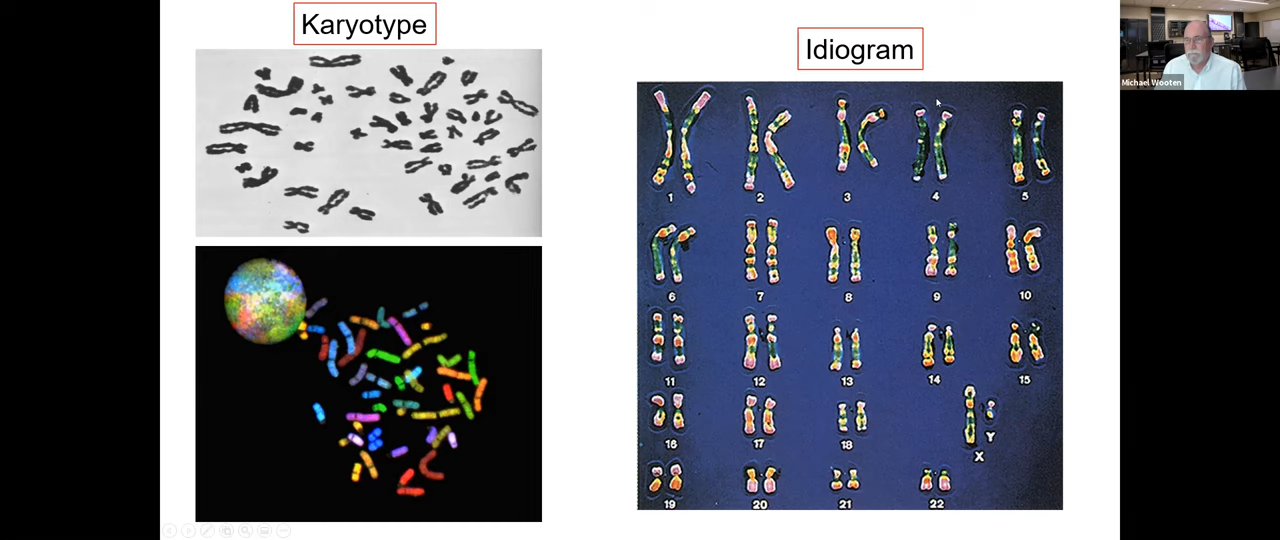 Karyotype
Idiogram
Michael Wooten
1 2 3 4 5
6 7 8 9 10
11 12 13 14 15
16 17 18 X Y
19 20 21 22